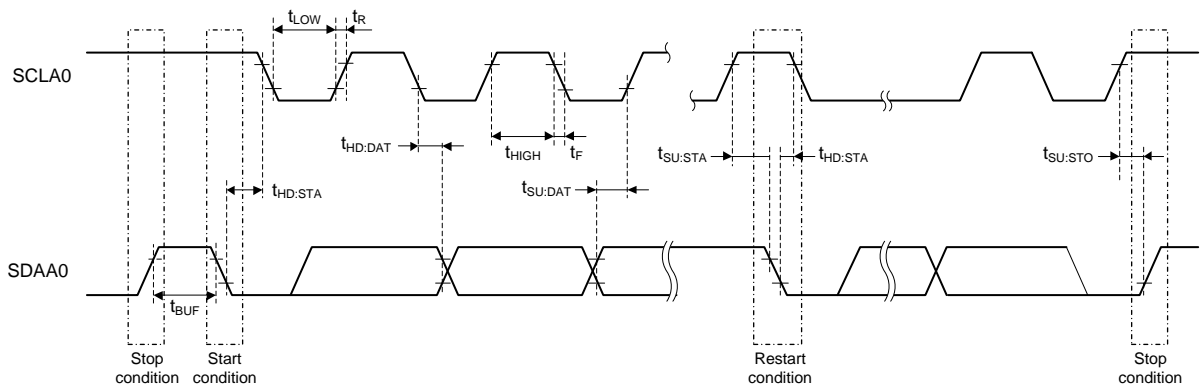 tLOW
tR
SCLA0
tHD:DAT
tHIGH
tF
tSU:STA
tHD:STA
tSU:STO
tHD:STA
tSU:DAT
SDAA0
tBUF
Stop
condition
Start
condition
Restart
condition
Stop
condition